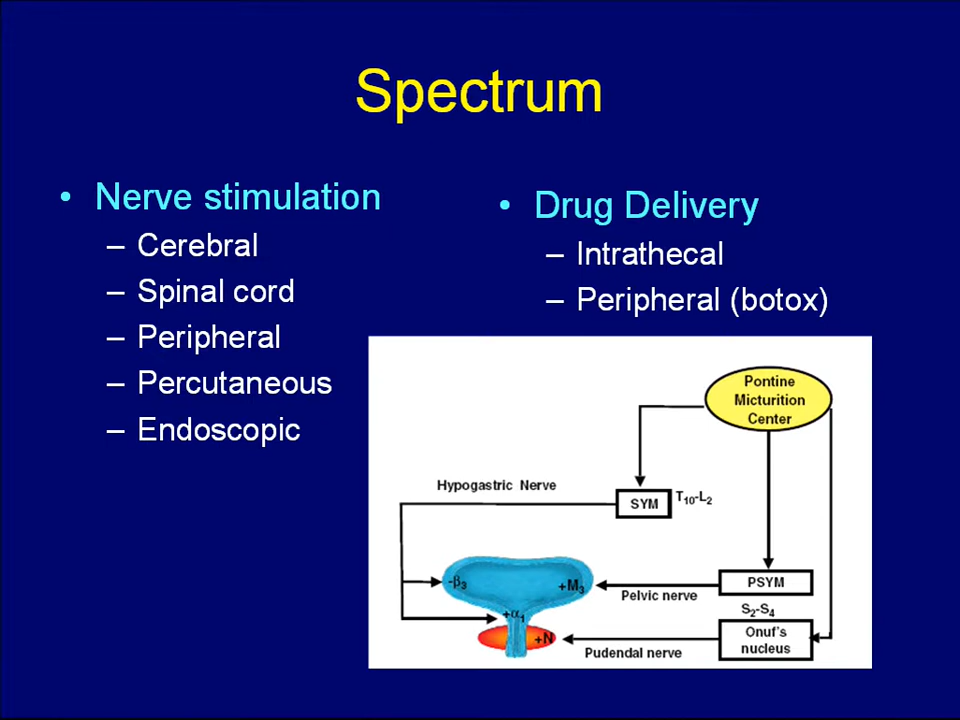 Spectrum
• Nerve stimulation
– Cerebral
– Spinal cord
– Peripheral
– Percutaneous
– Endoscopic
• Drug Delivery
– Intrathecal
– Peripheral (botox)
Pontine
Micturition
Center
Hypogastric Nerve
SYM
T10-L2
-β3
+M3
Pelvic nerve
PSYM
S2-S4
+α1
+N
Pudendal nerve
Onuf's
nucleus